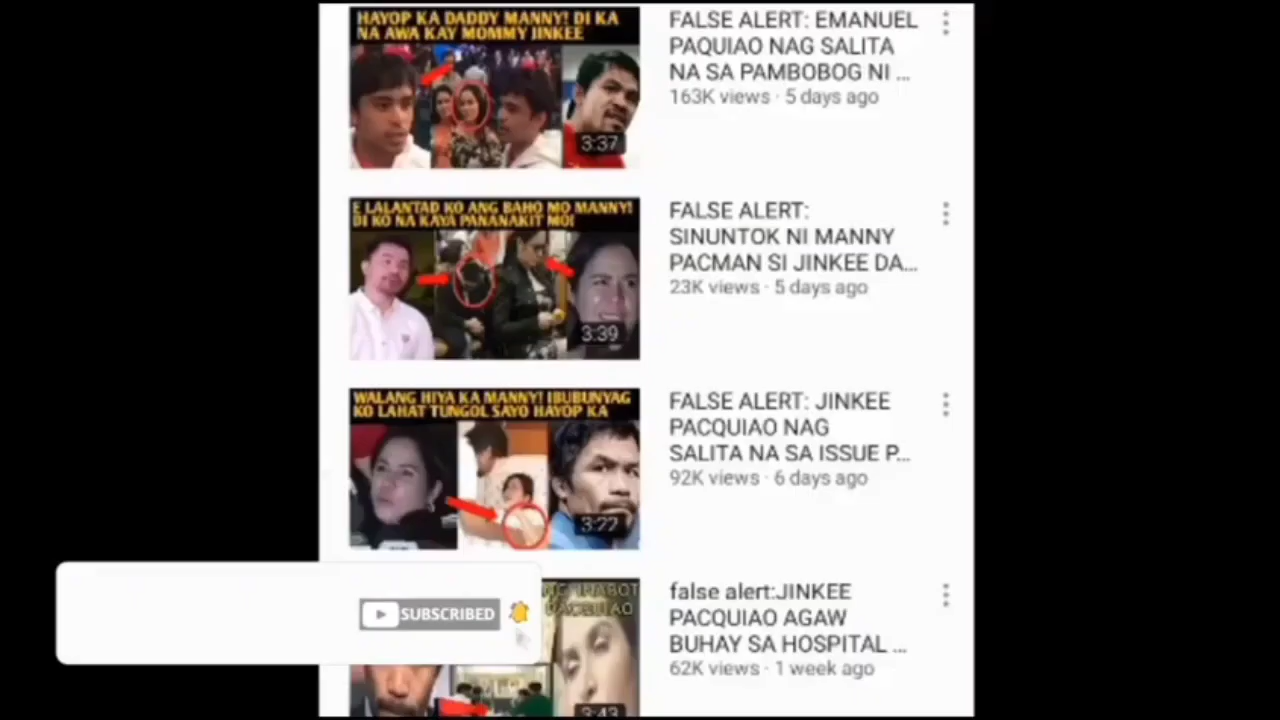 HAYOP KA DADDY MANNY! DI KA
NA AWA KAY MOMMY JINKEE
3:37
FALSE ALERT: EMANUEL
PAQUIAO NAG SALITA
NA SA PAMBOBOG NI ...
163K views · 5 days ago
E LALANTAD KO ANG BAHO MO MANNY!
DI KO NA KAYA PANANAKIT MO!
3:39
FALSE ALERT:
SINUNTOK NI MANNY
PACMAN SI JINKEE DA...
23K views · 5 days ago
WALANG HIYA KA MANNY! IBUBUNYAG
KO LAHAT TUNGOL SAYO HAYOP KA
3:27
FALSE ALERT: JINKEE
PACQUIAO NAG
SALITA NA SA ISSUE P...
92K views · 6 days ago
PACQUIAO
3:43
false alert:JINKEE
PACQUIAO AGAW
BUHAY SA HOSPITAL ...
62K views · 1 week ago
SUBSCRIBED